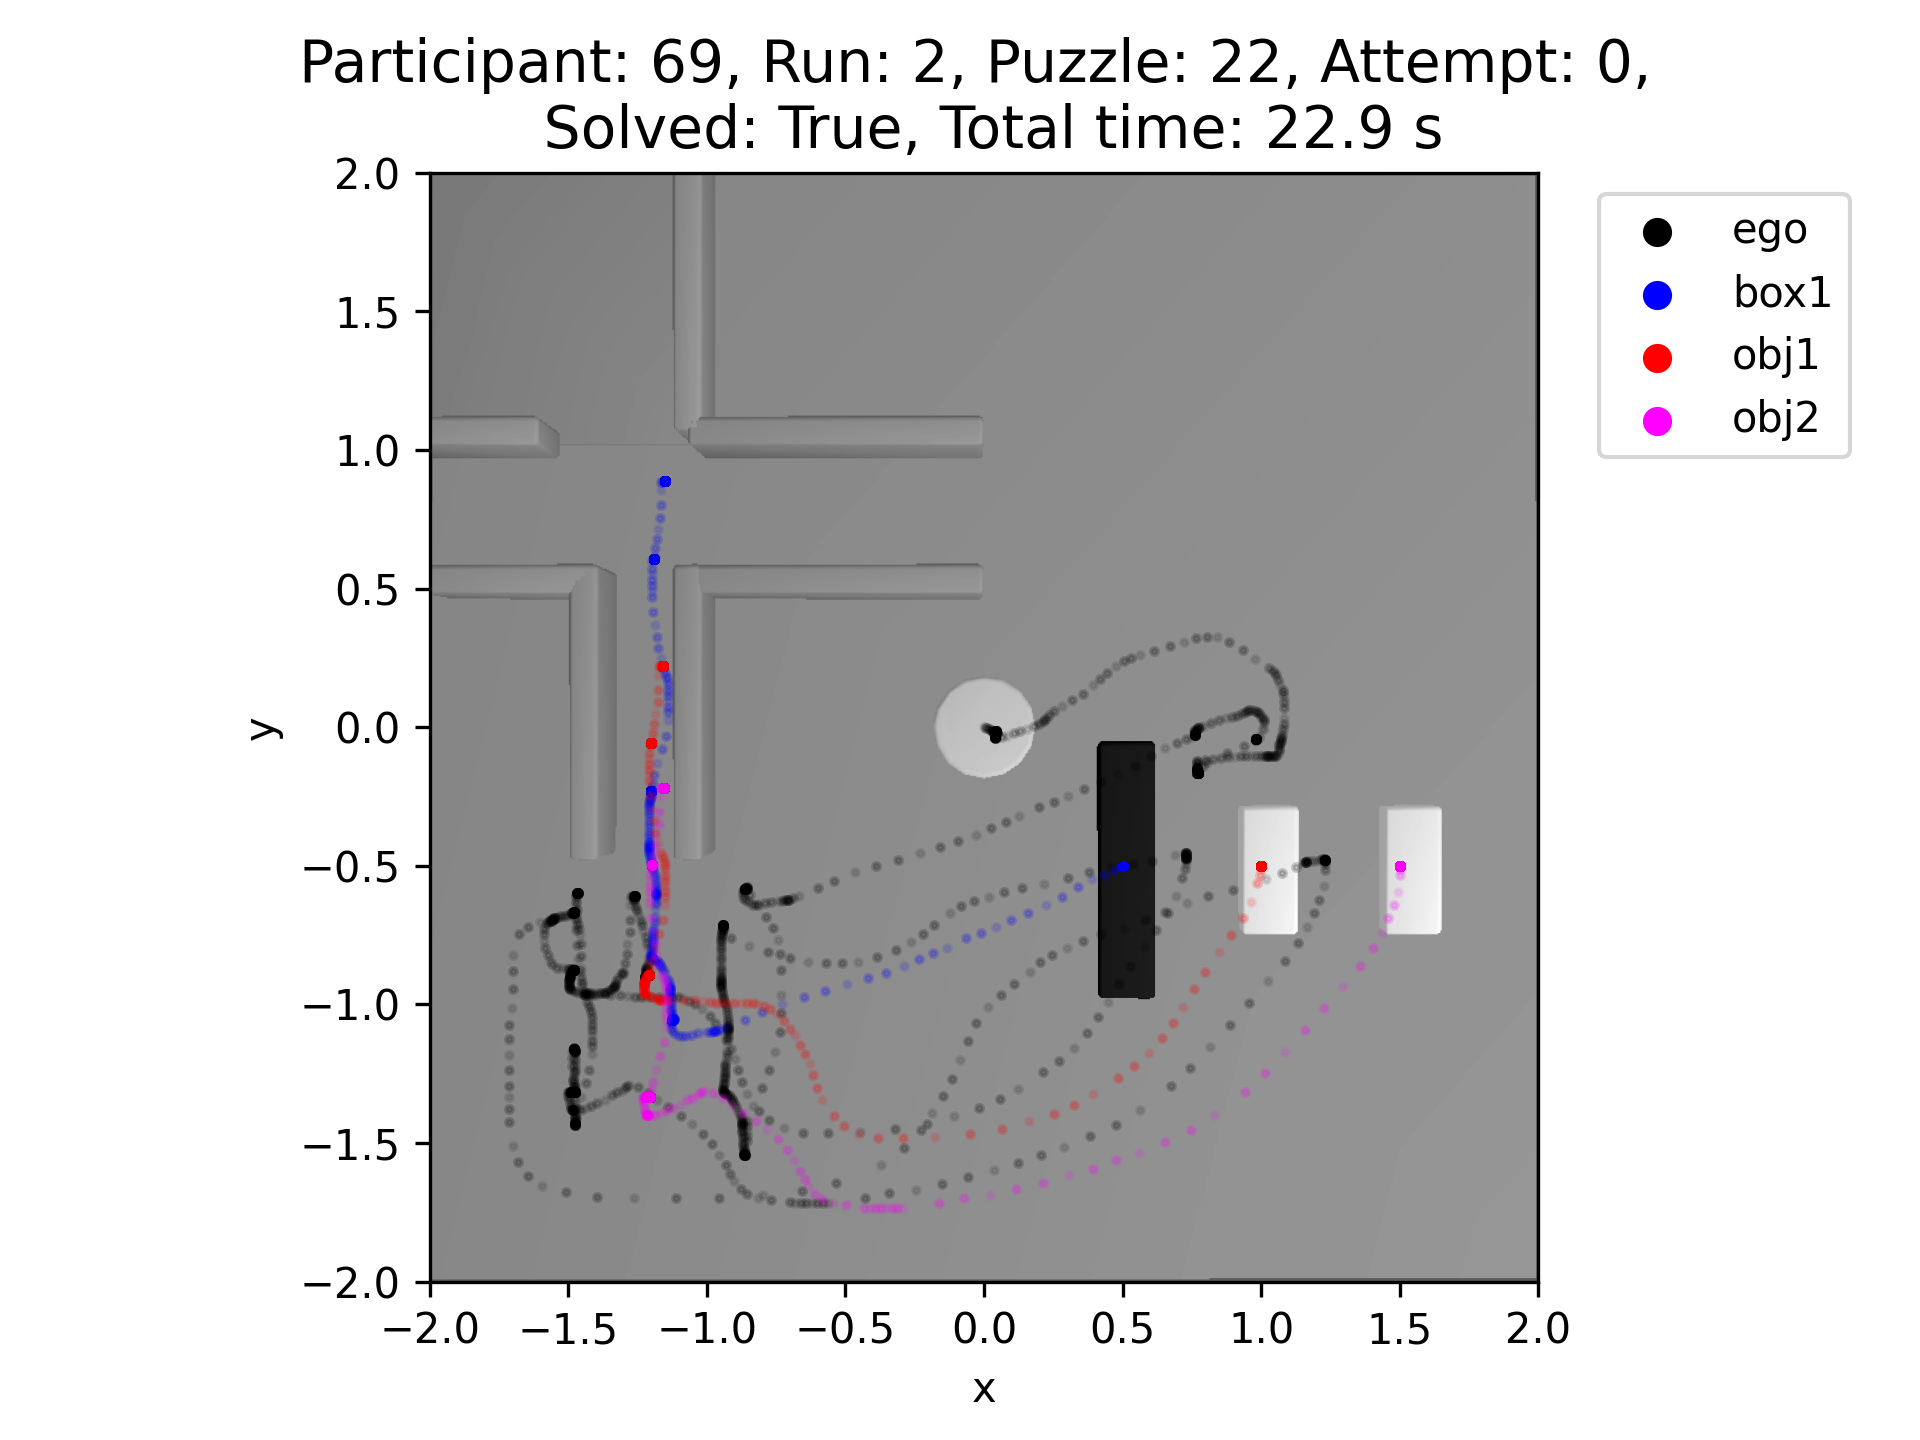 Participant: 69, Run: 2, Puzzle: 22, Attempt: 0,
Solved: True, Total time: 22.9 s
2.0
1.5
1.0
0.5
0.0
−0.5
−1.0
−1.5
−2.0
y
−2.0 −1.5 −1.0 −0.5 0.0 0.5 1.0 1.5 2.0
x
ego
box1
obj1
obj2